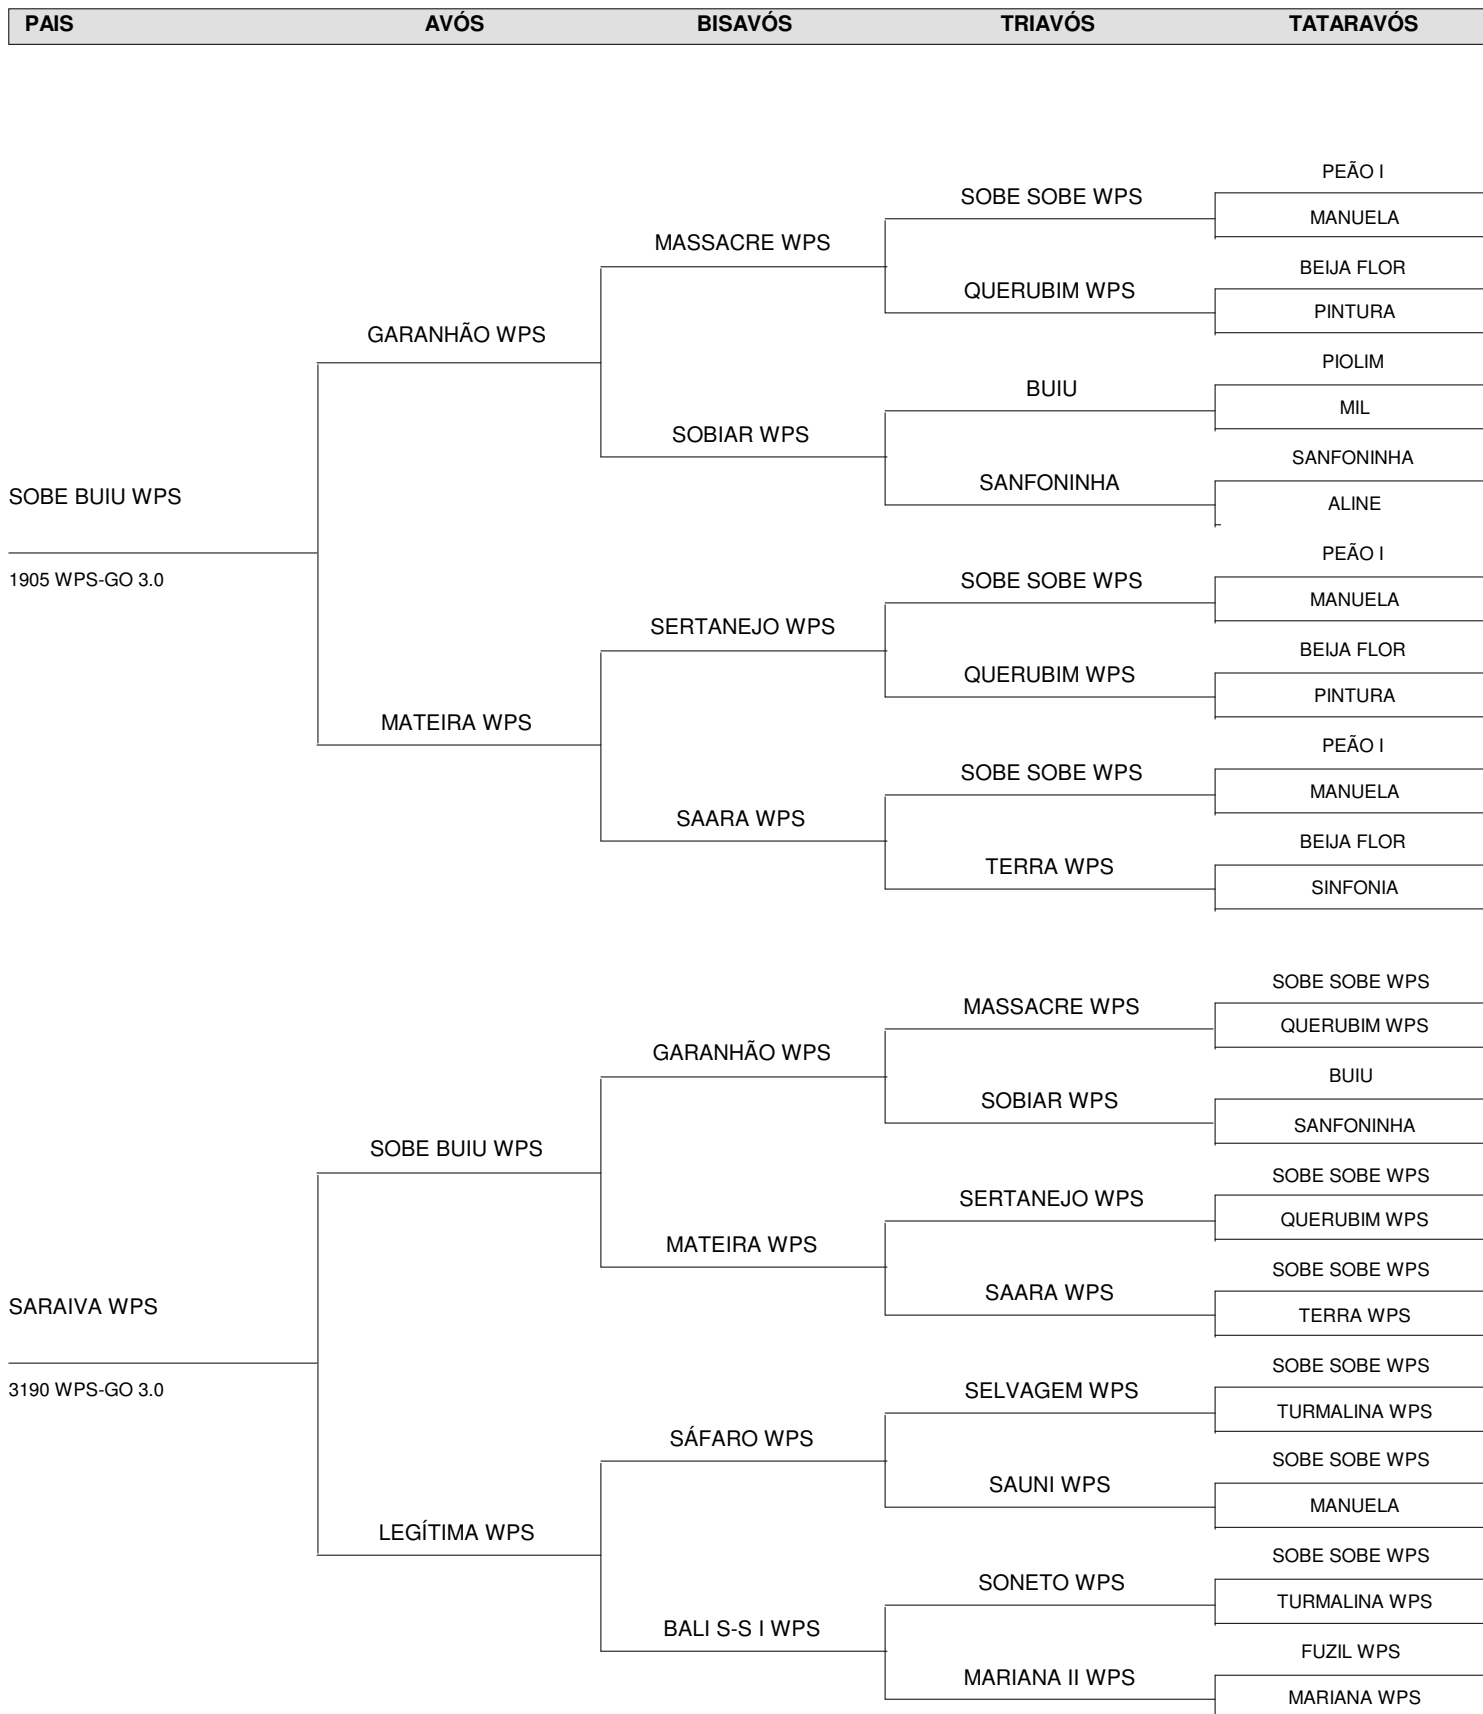 PAIS AVÓS BISAVÓS TRIAVÓS TATARAVÓS
PEÃO I
SOBE SOBE WPS
MANUELA
MASSACRE WPS
BEIJA FLOR
QUERUBIM WPS
PINTURA
GARANHÃO WPS
PIOLIM
BUIU
MIL
SOBIAR WPS
SANFONINHA
SANFONINHA
ALINE
SOBE BUIU WPS
1905 WPS-GO 3.0
PEÃO I
SOBE SOBE WPS
MANUELA
SERTANEJO WPS
BEIJA FLOR
QUERUBIM WPS
PINTURA
MATEIRA WPS
PEÃO I
SOBE SOBE WPS
MANUELA
SAARA WPS
BEIJA FLOR
TERRA WPS
SINFONIA
SOBE SOBE WPS
MASSACRE WPS
QUERUBIM WPS
GARANHÃO WPS
BUIU
SOBIAR WPS
SANFONINHA
SOBE BUIU WPS
SOBE SOBE WPS
SERTANEJO WPS
QUERUBIM WPS
MATEIRA WPS
SOBE SOBE WPS
SAARA WPS
TERRA WPS
SARAIVA WPS
3190 WPS-GO 3.0
SOBE SOBE WPS
SELVAGEM WPS
TURMALINA WPS
SÁFARO WPS
SOBE SOBE WPS
SAUNI WPS
MANUELA
LEGÍTIMA WPS
SOBE SOBE WPS
SONETO WPS
TURMALINA WPS
BALI S-S I WPS
FUZIL WPS
MARIANA II WPS
MARIANA WPS